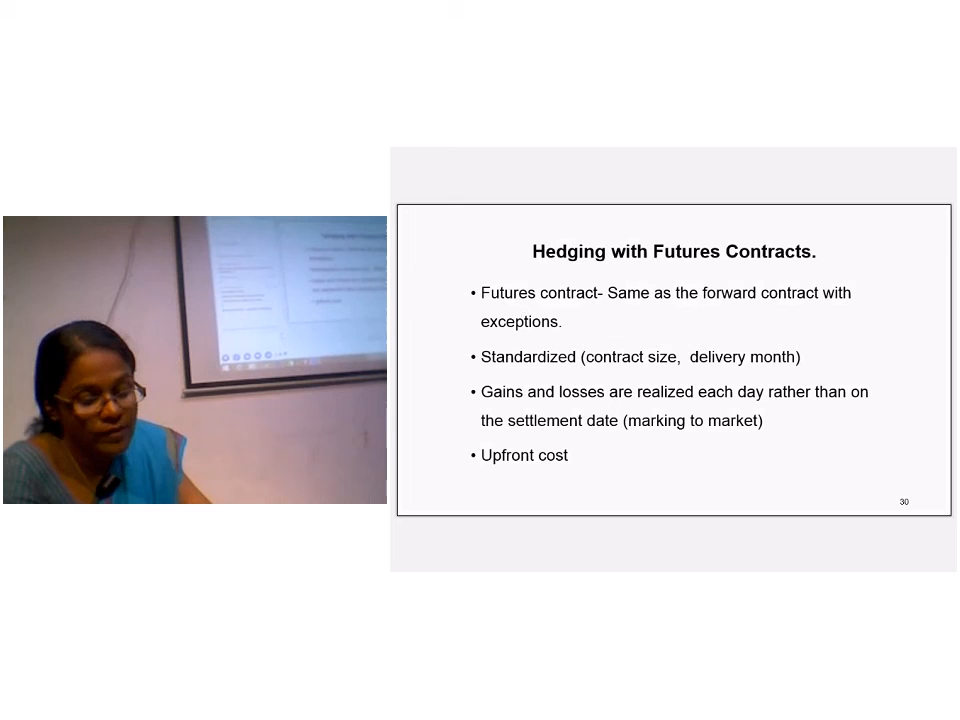 Hedging with Futures Contracts.
• Futures contract- Same as the forward contract with
exceptions.
• Standardized (contract size, delivery month)
• Gains and losses are realized each day rather than on
the settlement date (marking to market)
• Upfront cost
30